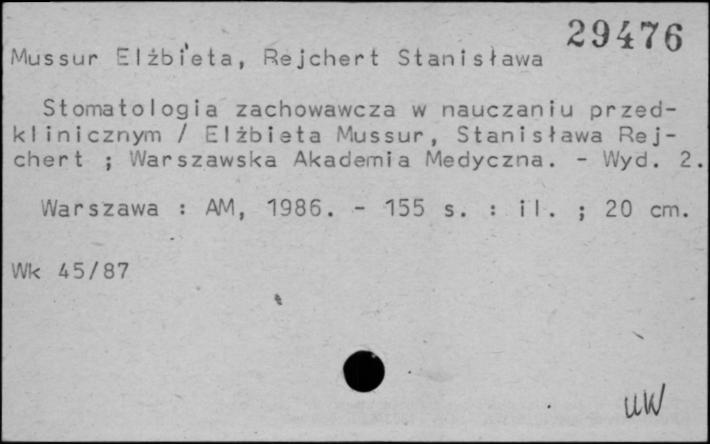 29476
Mussur Elżbieta, Rejchert Stanisława
Stomatologia zachowawcza w nauczaniu przed-
klinicznym / Elżbieta Mussur, Stanisława Rej-
chert ; Warszawska Akademia Medyczna. - Wyd. 2.
Warszawa : AM, 1986. - 155 s. : il. ; 20 cm.
Wk 45/87
UW